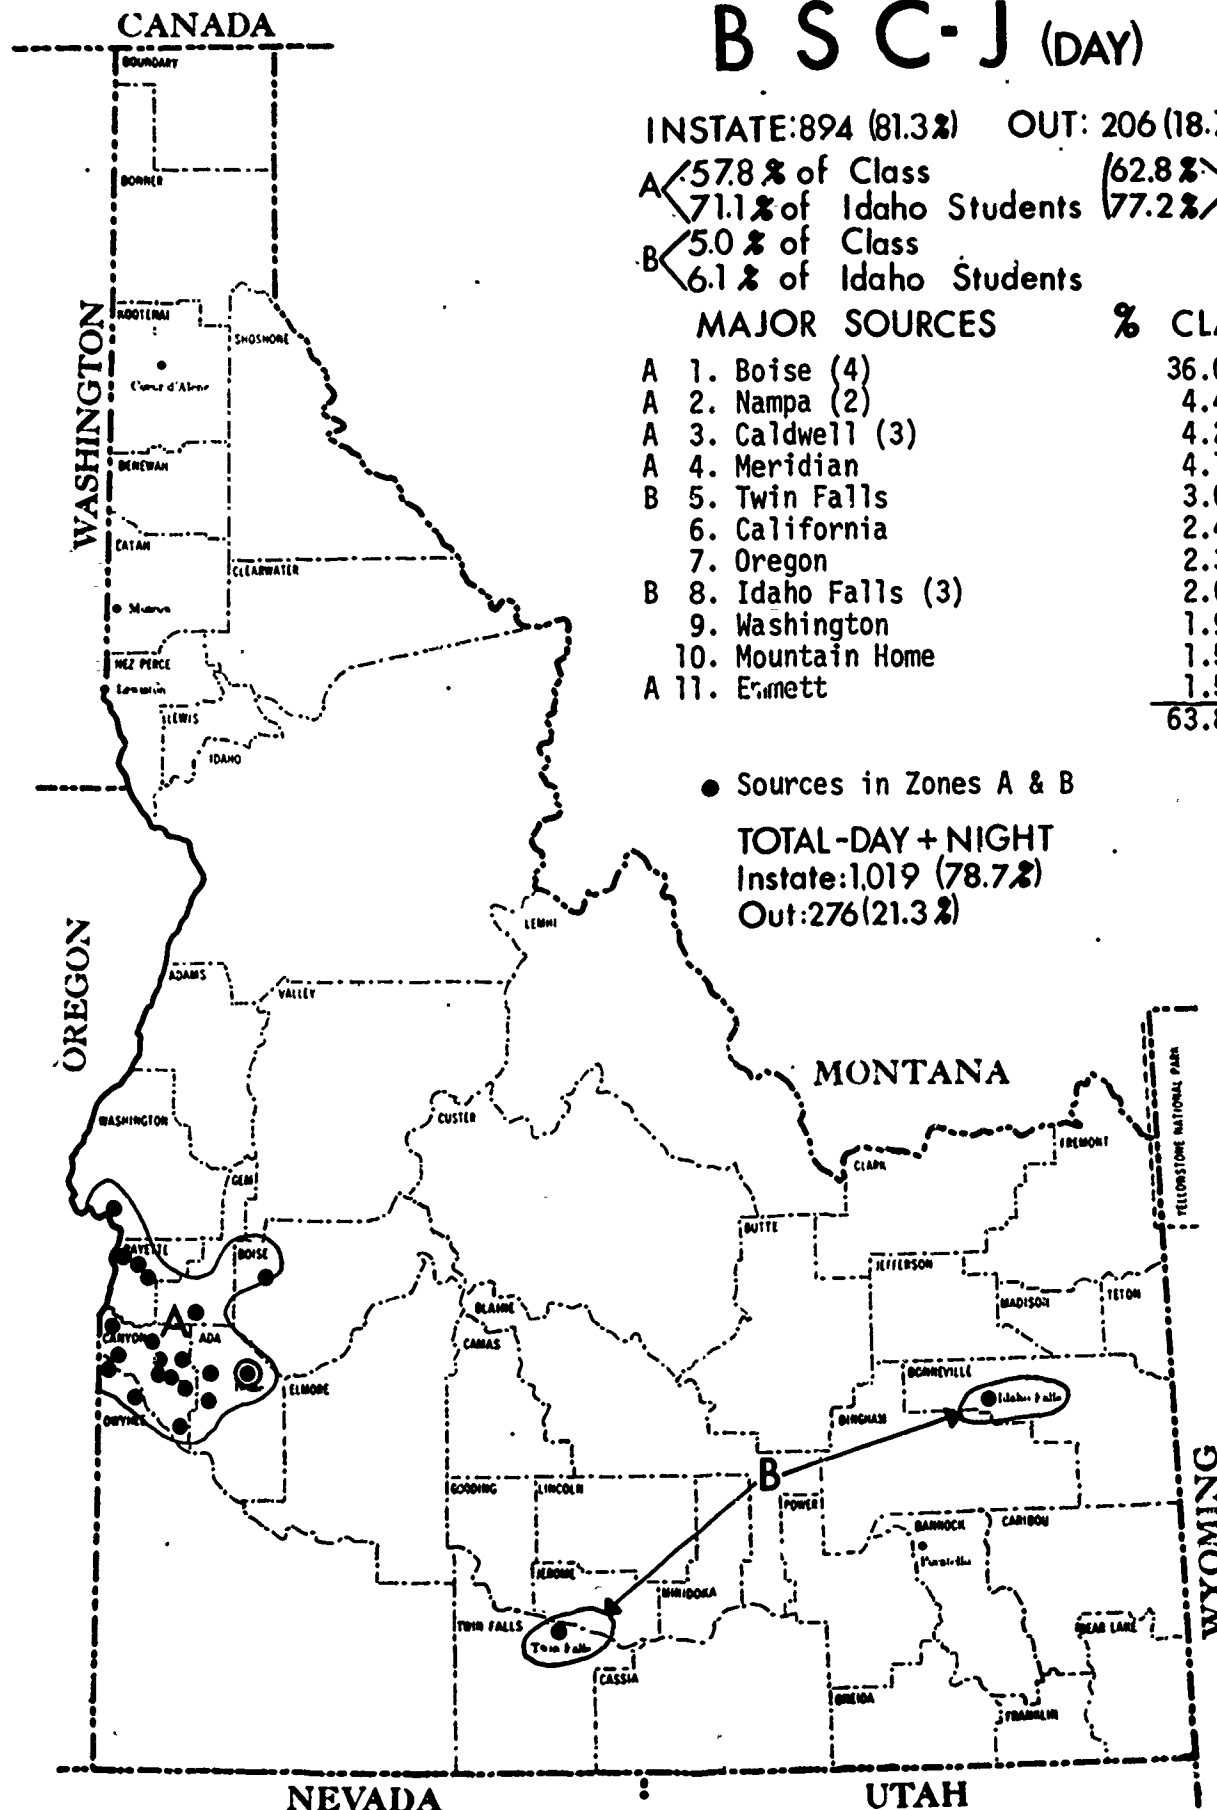 CANADA
B S C-J (DAY)
INSTATE:894 (81.3%) OUT: 206 (18.
A 57.8% of Class (62.8%
71.1% of Idaho Students (77.2%
B 5.0% of Class
6.1% of Idaho Students
MAJOR SOURCES % CL
A 1. Boise (4) 36.
A 2. Nampa (2) 4.
A 3. Caldwell (3) 4.
A 4. Meridian 4.
B 5. Twin Falls 3.
6. California 2.
7. Oregon 2.
B 8. Idaho Falls (3) 2.
9. Washington 1.
10. Mountain Home 1.
A 11. Emmett 1.
63.
Sources in Zones A & B
TOTAL-DAY + NIGHT
Instate:1,019 (78.7%)
Out:276 (21.3%)
BOUNDARY
BONNER
WASHINGTON
KOOTENAI
SHOSHONE
Coeur d'Alene
BENEWAH
LATAH
CLEARWATER
Moscow
NEZ PERCE
Lewiston
LEWIS
IDAHO
LEMHI
OREGON
ADAMS
VALLEY
MONTANA
YELLOWSTONE NATIONAL PARK
WASHINGTON
CUSTER
FREMONT
CLARK
GEM
BUTTE
PAYETTE
BOISE
JEFFERSON
MADISON
TETON
BLAINE
A
CANYON
ADA
CAMAS
BONNEVILLE
ELMORE
Idaho Falls
OWYHEE
BINGHAM
B
GOODING
LINCOLN
POWER
WYOMING
BANNOCK
CARIBOU
Pocatello
JEROME
MINIDOKA
TWIN FALLS
Twin Falls
BEAR LAKE
CASSIA
ONEIDA
FRANKLIN
NEVADA
UTAH